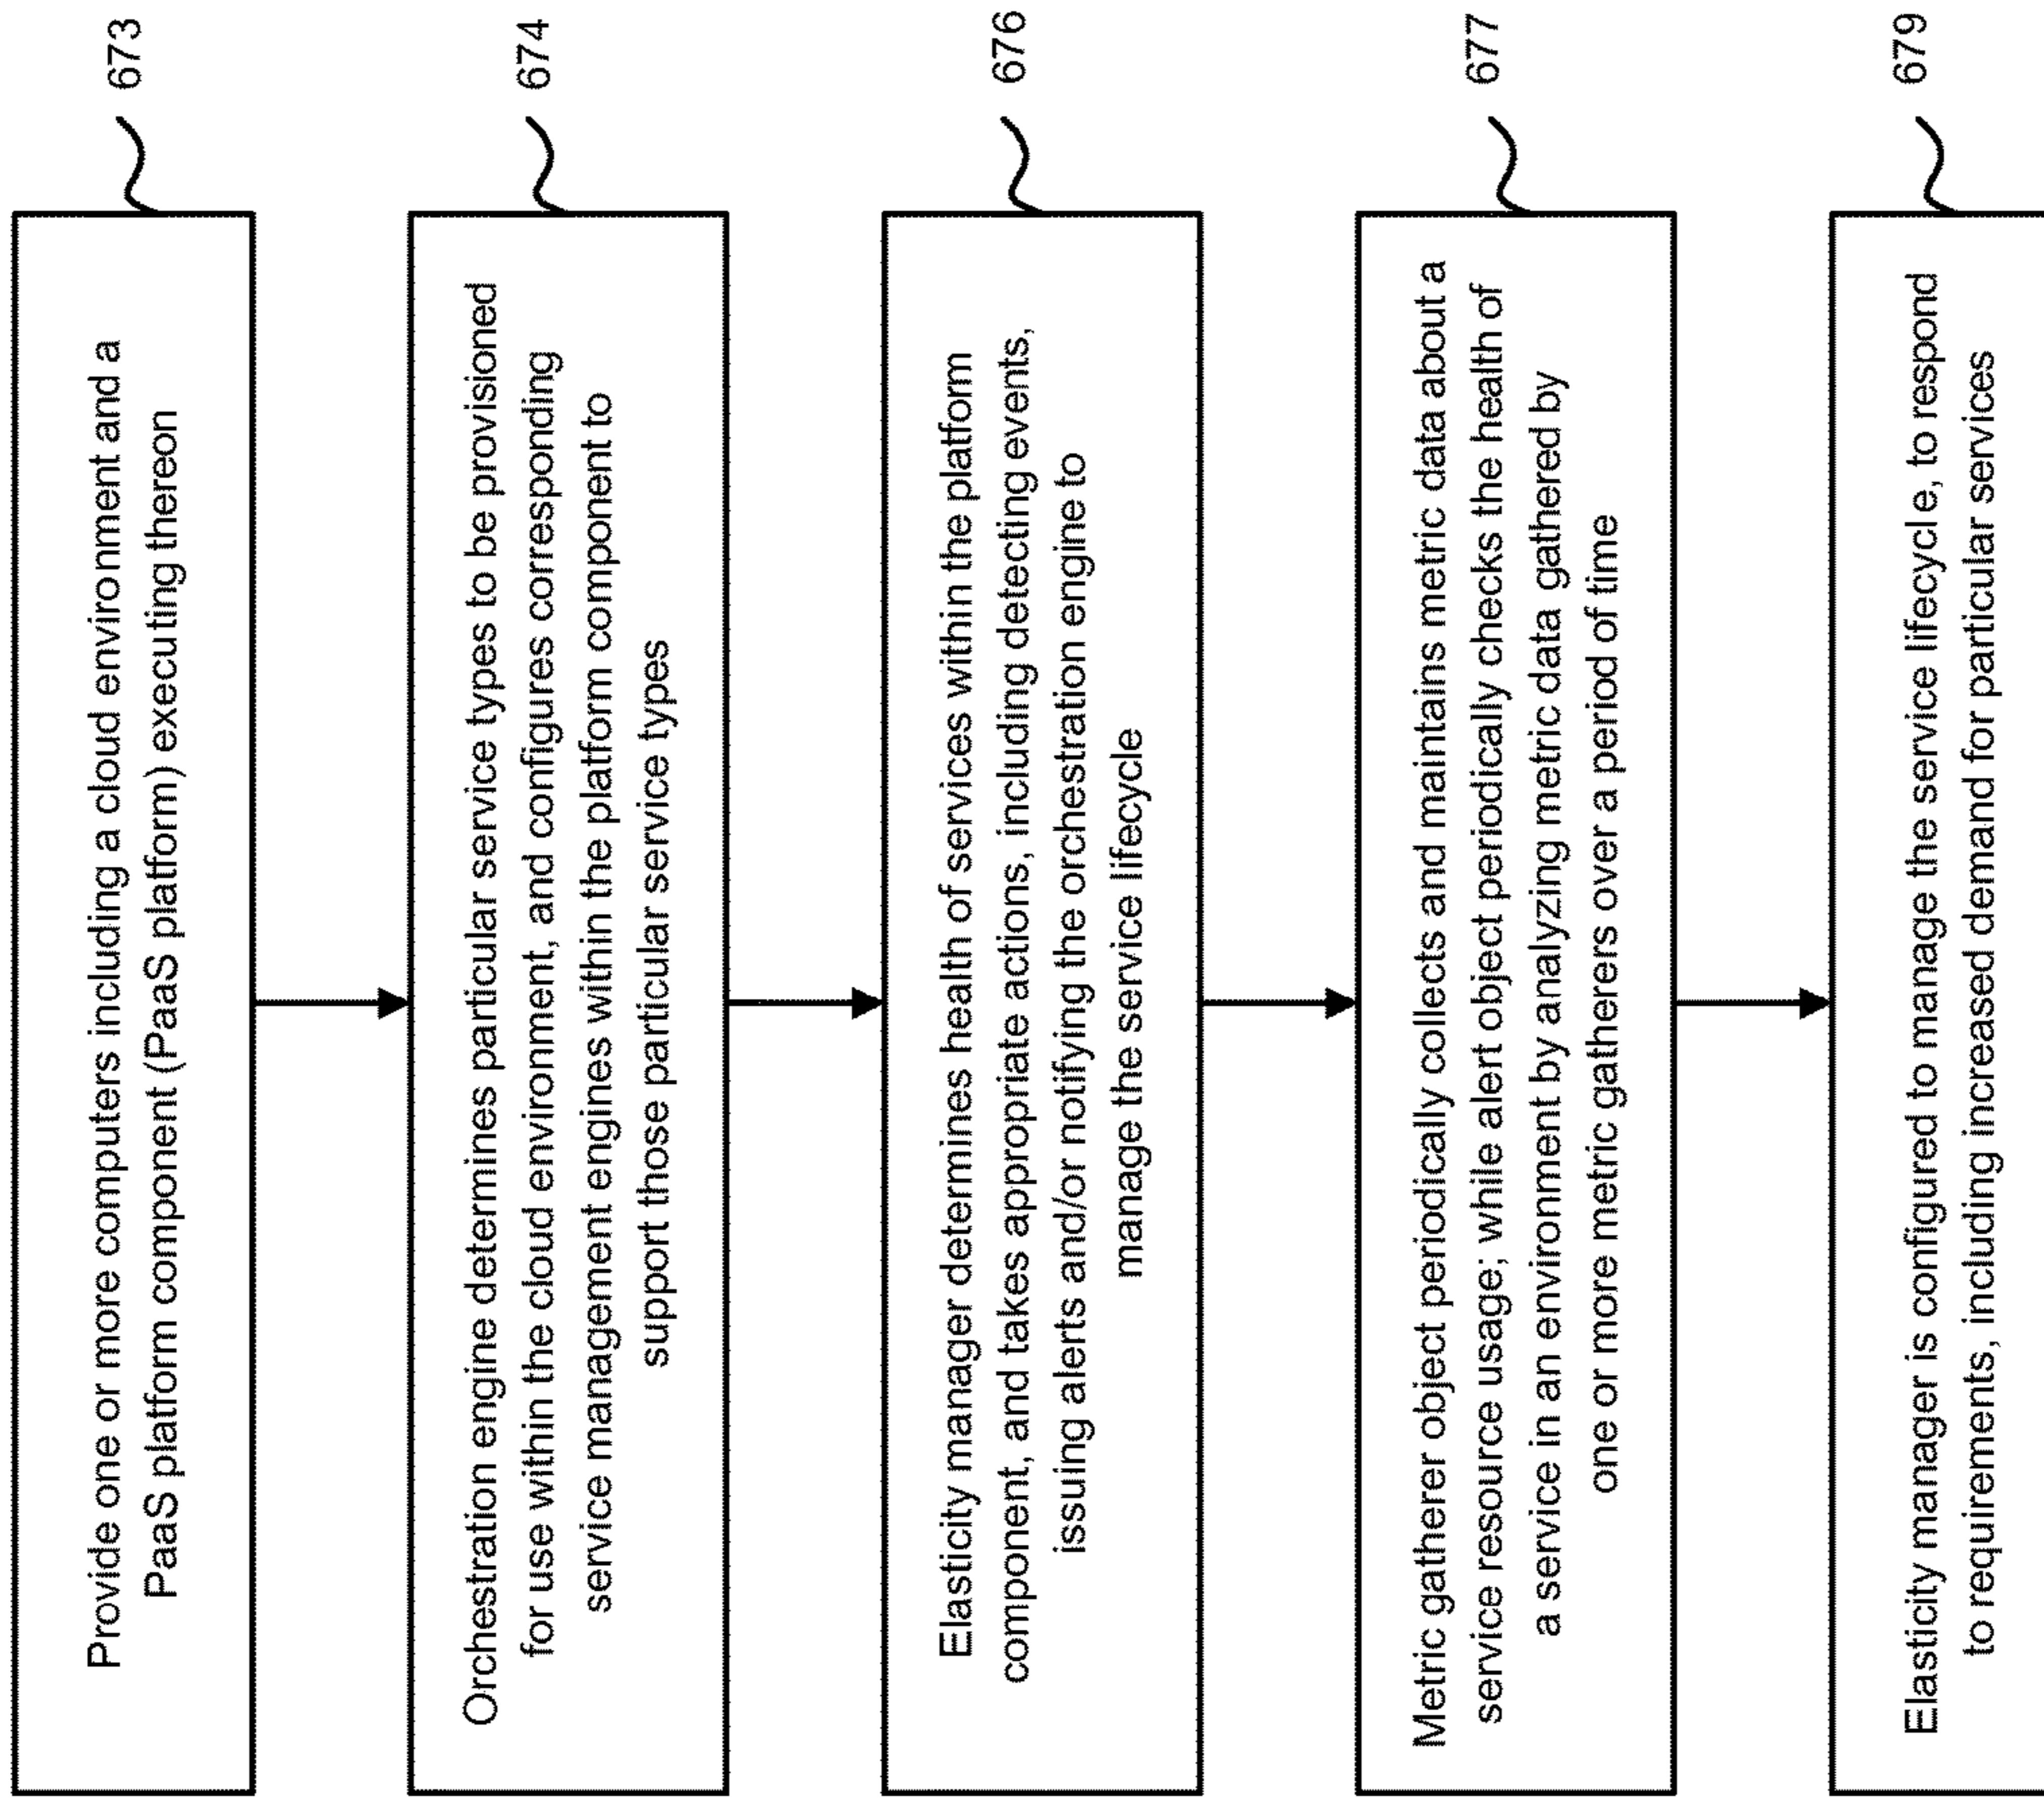 Provide one or more computers including a cloud environment and a
PaaS platform component (PaaS platform) executing thereon
673
Orchestration engine determines particular service types to be provisioned
for use within the cloud environment, and configures corresponding
service management engines within the platform component to
support those particular service types
674
Elasticity manager determines health of services within the platform
component, and takes appropriate actions, including detecting events,
issuing alerts and/or notifying the orchestration engine to
manage the service lifecycle
676
Metric gatherer object periodically collects and maintains metric data about a
service resource usage; while alert object periodically checks the health of
a service in an environment by analyzing metric data gathered by
one or more metric gatherers over a period of time
677
Elasticity manager is configured to manage the service lifecycle, to respond
to requirements, including increased demand for particular services
679